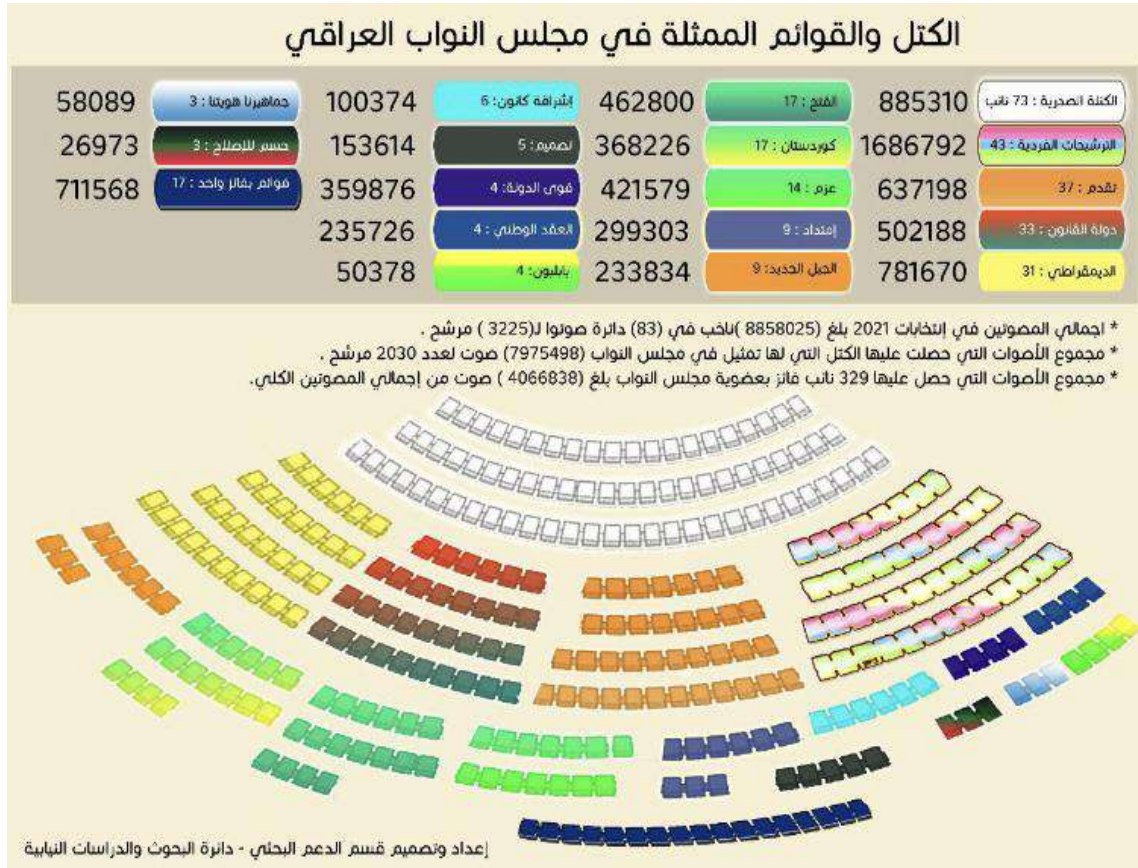 الكتل والقوائم الممثلة في مجلس النواب العراقي
الكتلة الصدرية : 73 نائب 885310
الفتح : 17 462800
إشراقة كانون: 6 100374
جماهيرنا هويتنا : 3 58089
الترشيحات الفردية : 43 1686792
كوردستان : 17 368226
تصميم: 5 153614
حسم للإصلاح : 3 26973
تقدم : 37 637198
عزم : 14 421579
قوى الدولة: 4 359876
قوائم بفائز واحد : 17 711568
دولة القانون : 33 502188
إمتداد : 9 299303
العقد الوطني : 4 235726
الديمقراطي : 31 781670
الجيل الجديد: 9 233834
بابليون: 4 50378
* اجمالي المصوتين في إنتخابات 2021 بلغ (8858025 )ناخب في (83) دائرة صوتوا لـ(3225 ) مرشح .
* مجموع الأصوات التي حصلت عليها الكتل التي لها تمثيل في مجلس النواب (7975498) صوت لعدد 2030 مرشح .
* مجموع الأصوات التي حصل عليها 329 نائب فائز بعضوية مجلس النواب بلغ (4066838 ) صوت من إجمالي المصوتين الكلي.
إعداد وتصميم قسم الدعم البحثي - دائرة البحوث والدراسات النيابية